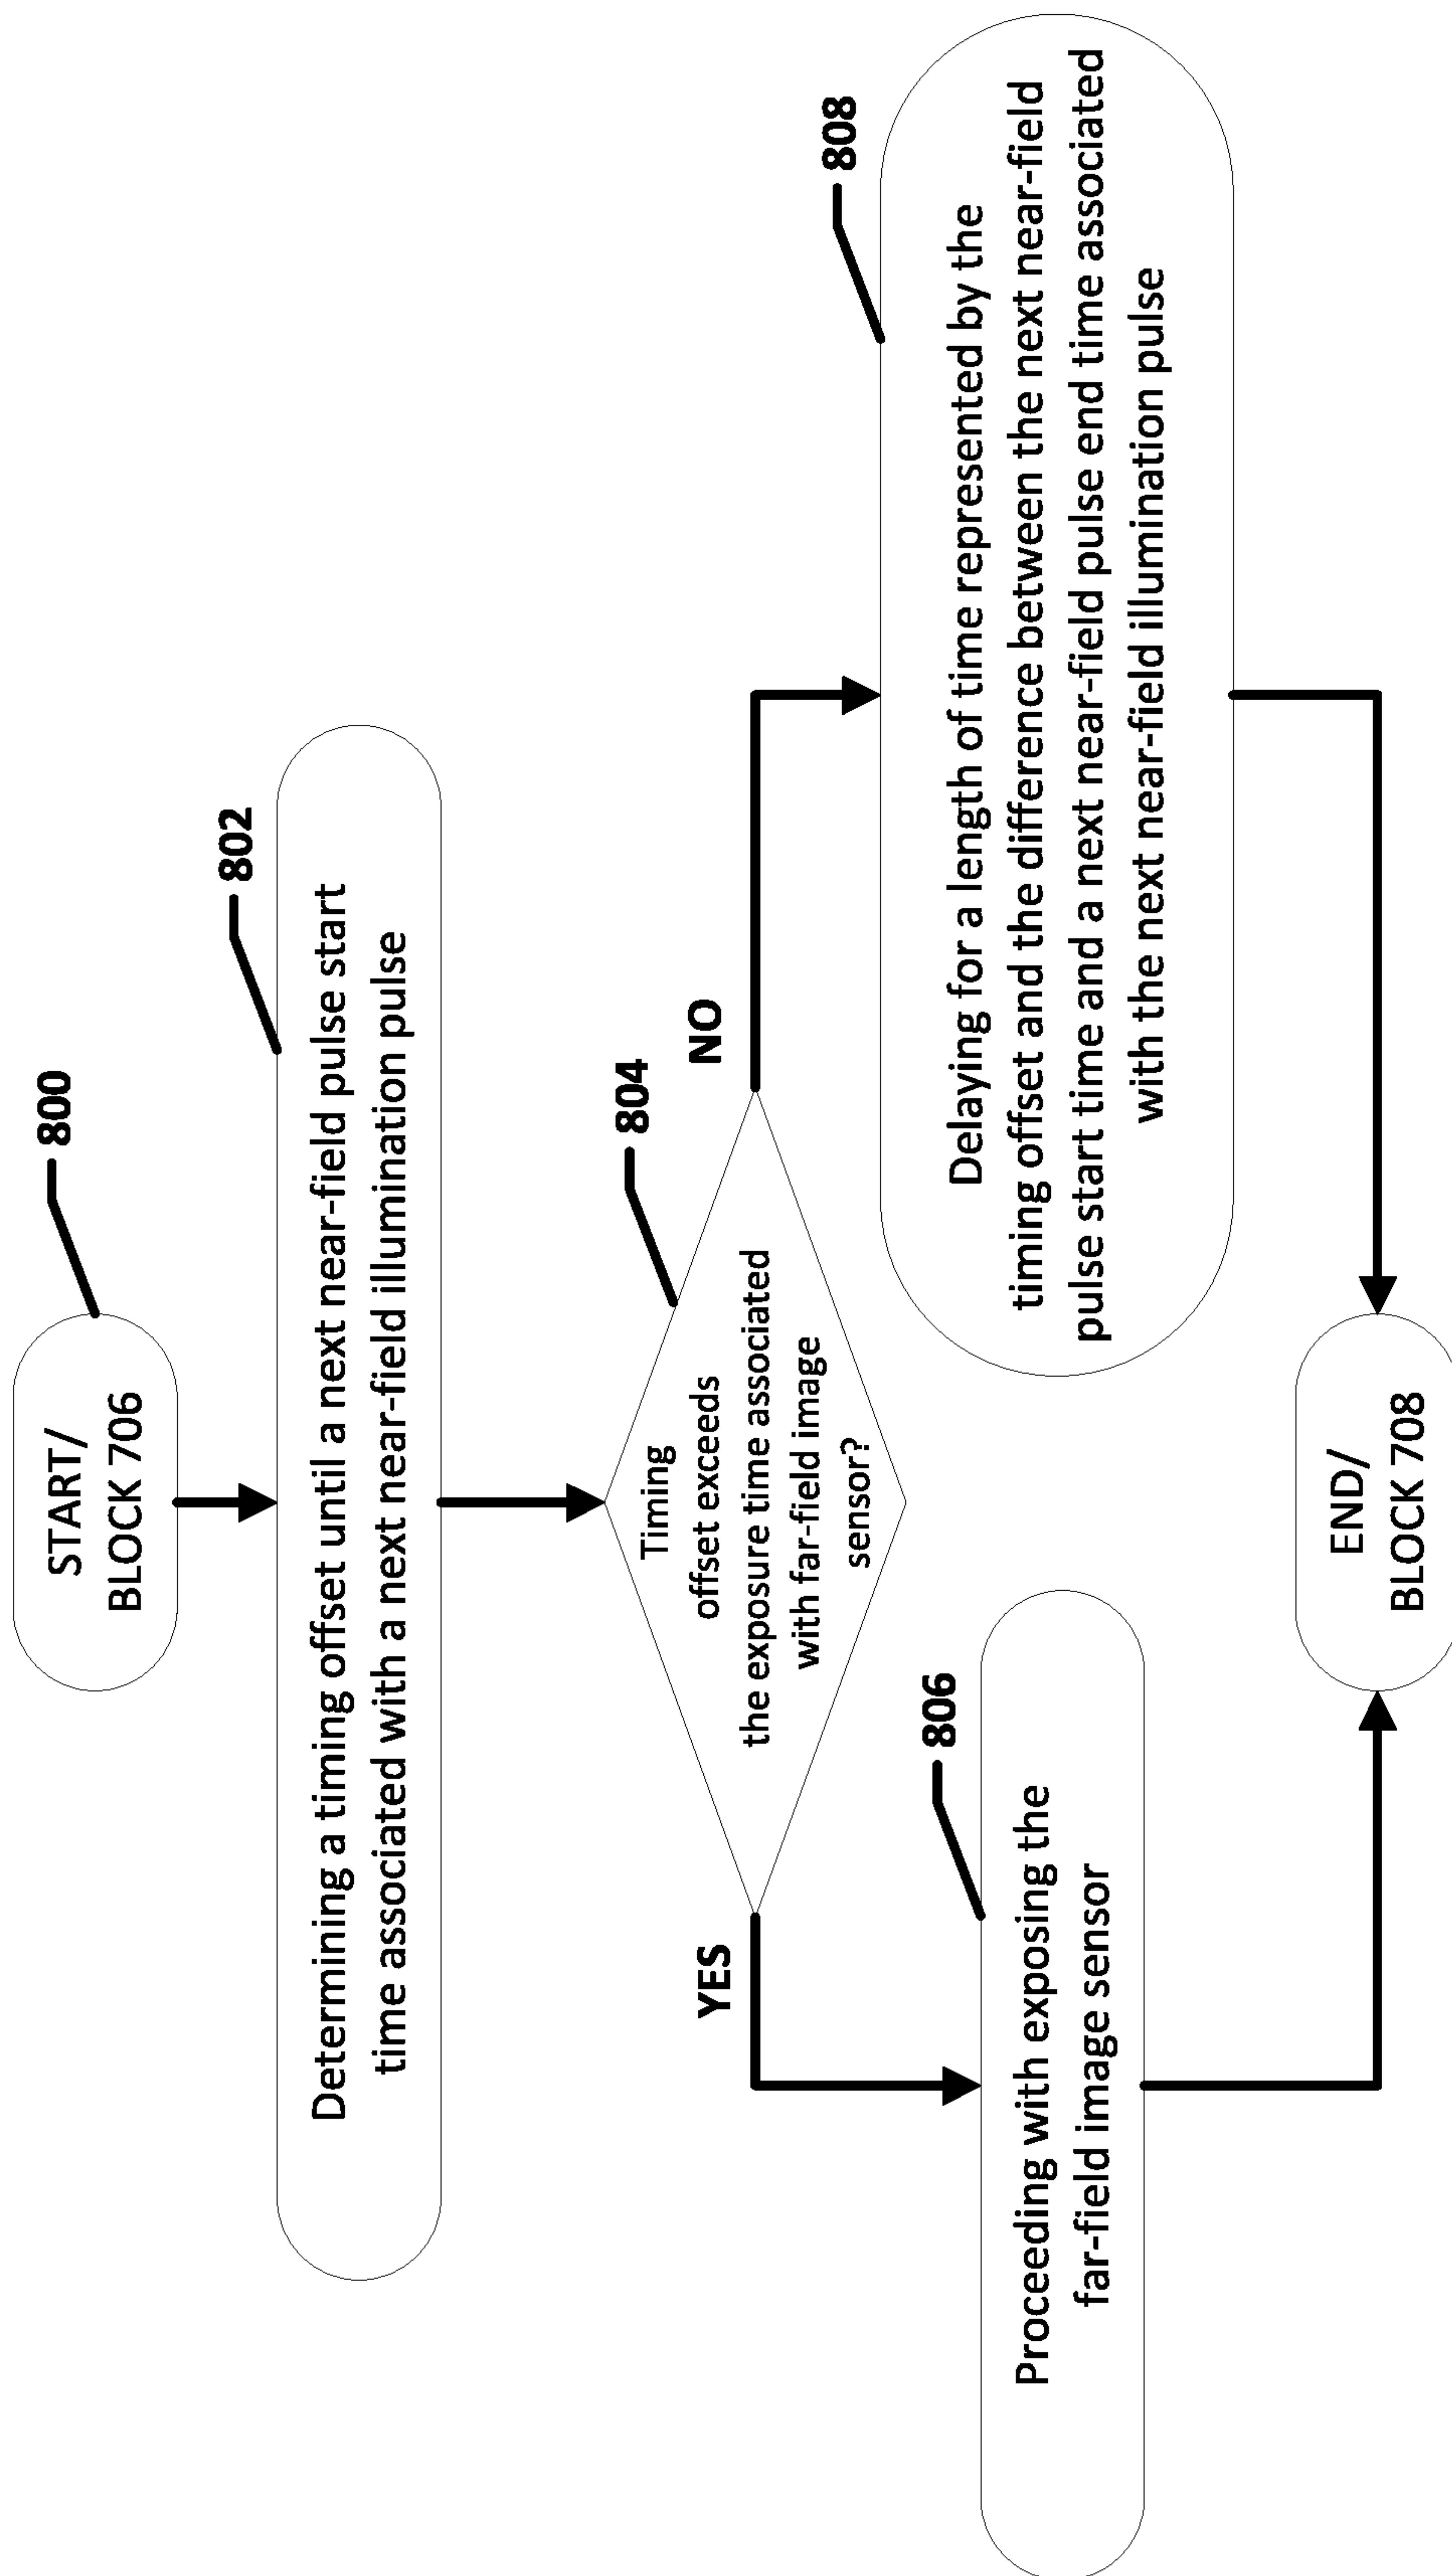 800
START/
BLOCK 706
802
Determining a timing offset until a next near-field pulse start
time associated with a next near-field illumination pulse
804
Timing
offset exceeds
the exposure time associated
with far-field image
sensor?
YES
NO
806
Proceeding with exposing the
far-field image sensor
808
Delaying for a length of time represented by the
timing offset and the difference between the next near-field
pulse start time and a next near-field pulse end time associated
with the next near-field illumination pulse
END/
BLOCK 708